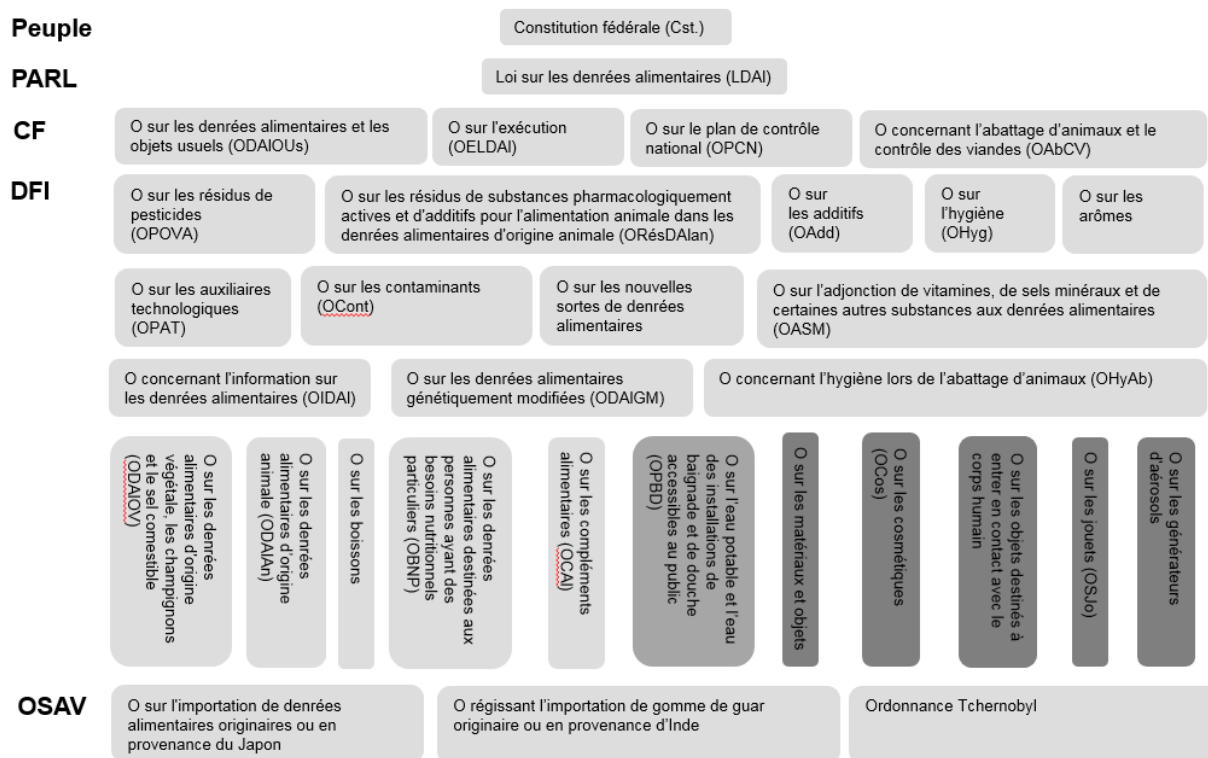 Peuple
Constitution fédérale (Cst.)
PARL
Loi sur les denrées alimentaires (LDAl)
CF
O sur les denrées alimentaires et les
objets usuels (ODAlOUs)
O sur l'exécution
(OELDAl)
O sur le plan de contrôle
national (OPCN)
O concernant l'abattage d'animaux et le
contrôle des viandes (OAbCV)
DFI
O sur les résidus de
pesticides
(OPOVA)
O sur les résidus de substances pharmacologiquement
actives et d'additifs pour l'alimentation animale dans les
denrées alimentaires d'origine animale (ORésDAlan)
O sur
les additifs
(OAdd)
O sur
l'hygiène
(OHyg)
O sur les
arômes
O sur les auxiliaires
technologiques
(OPAT)
O sur les contaminants
(OCont)
O sur les nouvelles
sortes de denrées
alimentaires
O sur l'adjonction de vitamines, de sels minéraux et de
certaines autres substances aux denrées alimentaires
(OASM)
O concernant l'information sur
les denrées alimentaires (OIDAl)
O sur les denrées alimentaires
génétiquement modifiées (ODAlGM)
O concernant l'hygiène lors de l'abattage d'animaux (OHyAb)
O sur les denrées
alimentaires d'origine
végétale, les champignons
et le sel comestible
(ODAlOV)
O sur les denrées
alimentaires d'origine
animale (ODAlAn)
O sur les boissons
O sur les denrées
alimentaires destinées aux
personnes ayant des
besoins nutritionnels
particuliers (OBNP)
O sur les compléments
alimentaires (OCAl)
O sur l'eau potable et l'eau
des installations de
baignade et de douche
accessibles au public
(OPBD)
O sur les matériaux et objets
O sur les cosmétiques
(OCos)
O sur les objets destinés à
entrer en contact avec le
corps humain
O sur les jouets (OSJo)
O sur les générateurs
d'aérosols
OSAV
O sur l'importation de denrées
alimentaires originaires ou en
provenance du Japon
O régissant l'importation de gomme de guar
originaire ou en provenance d'Inde
Ordonnance Tchernobyl